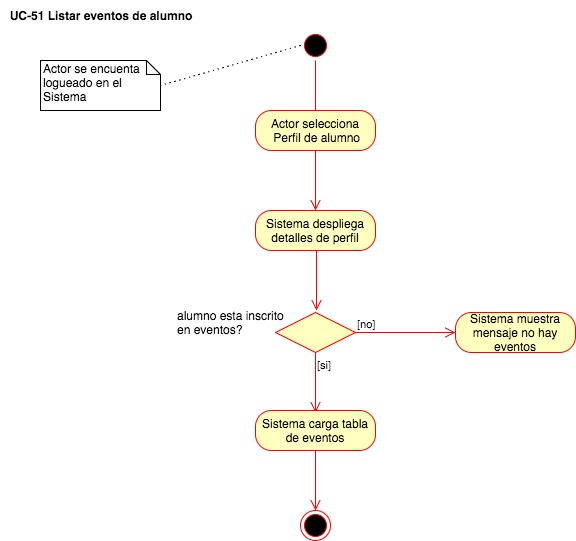 UC-51 Listar eventos de alumno
Actor se encuenta
logueado en el
Sistema
Actor selecciona
Perfil de alumno
Sistema despliega
detalles de perfil
alumno esta inscrito
en eventos?
[no]
Sistema muestra
mensaje no hay
eventos
[si]
Sistema carga tabla
de eventos